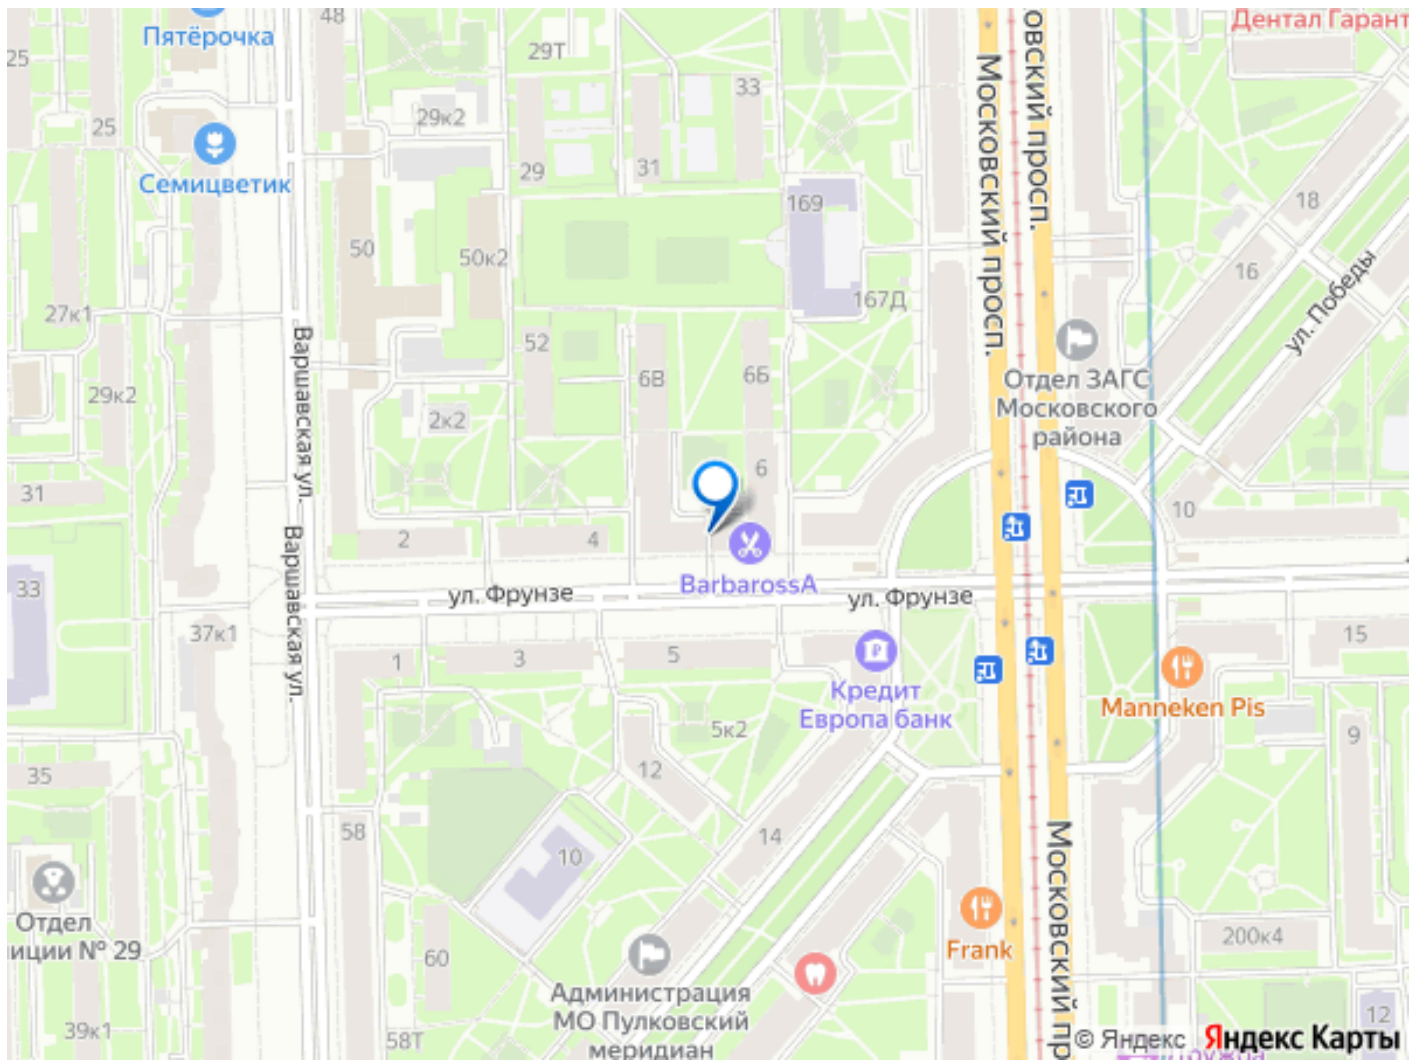 48
Дентал Гарант
Пятёрочка
25
29Т
33
29к2
25
Семицветик
29
31
169
18
50
50к2
16
Московский просп.
овский просп.
ул. Победы
167Д
27к1
52
6В
6Б
Отдел ЗАГС
Московского
района
29к2
2к2
Варшавская ул.
31
6
10
2
4
BarbarossA
ул. Фрунзе
ул. Фрунзе
33
Варшавская ул.
37к1
1
3
5
15
Кредит
Европа банк
Manneken Pis
5к2
9
35
12
58
14
10
Московский пр
Отдел
иции № 29
60
Frank
200к4
Администрация
МО Пулковский
меридиан
39к1
58Т
12
© Яндекс Яндекс Карты